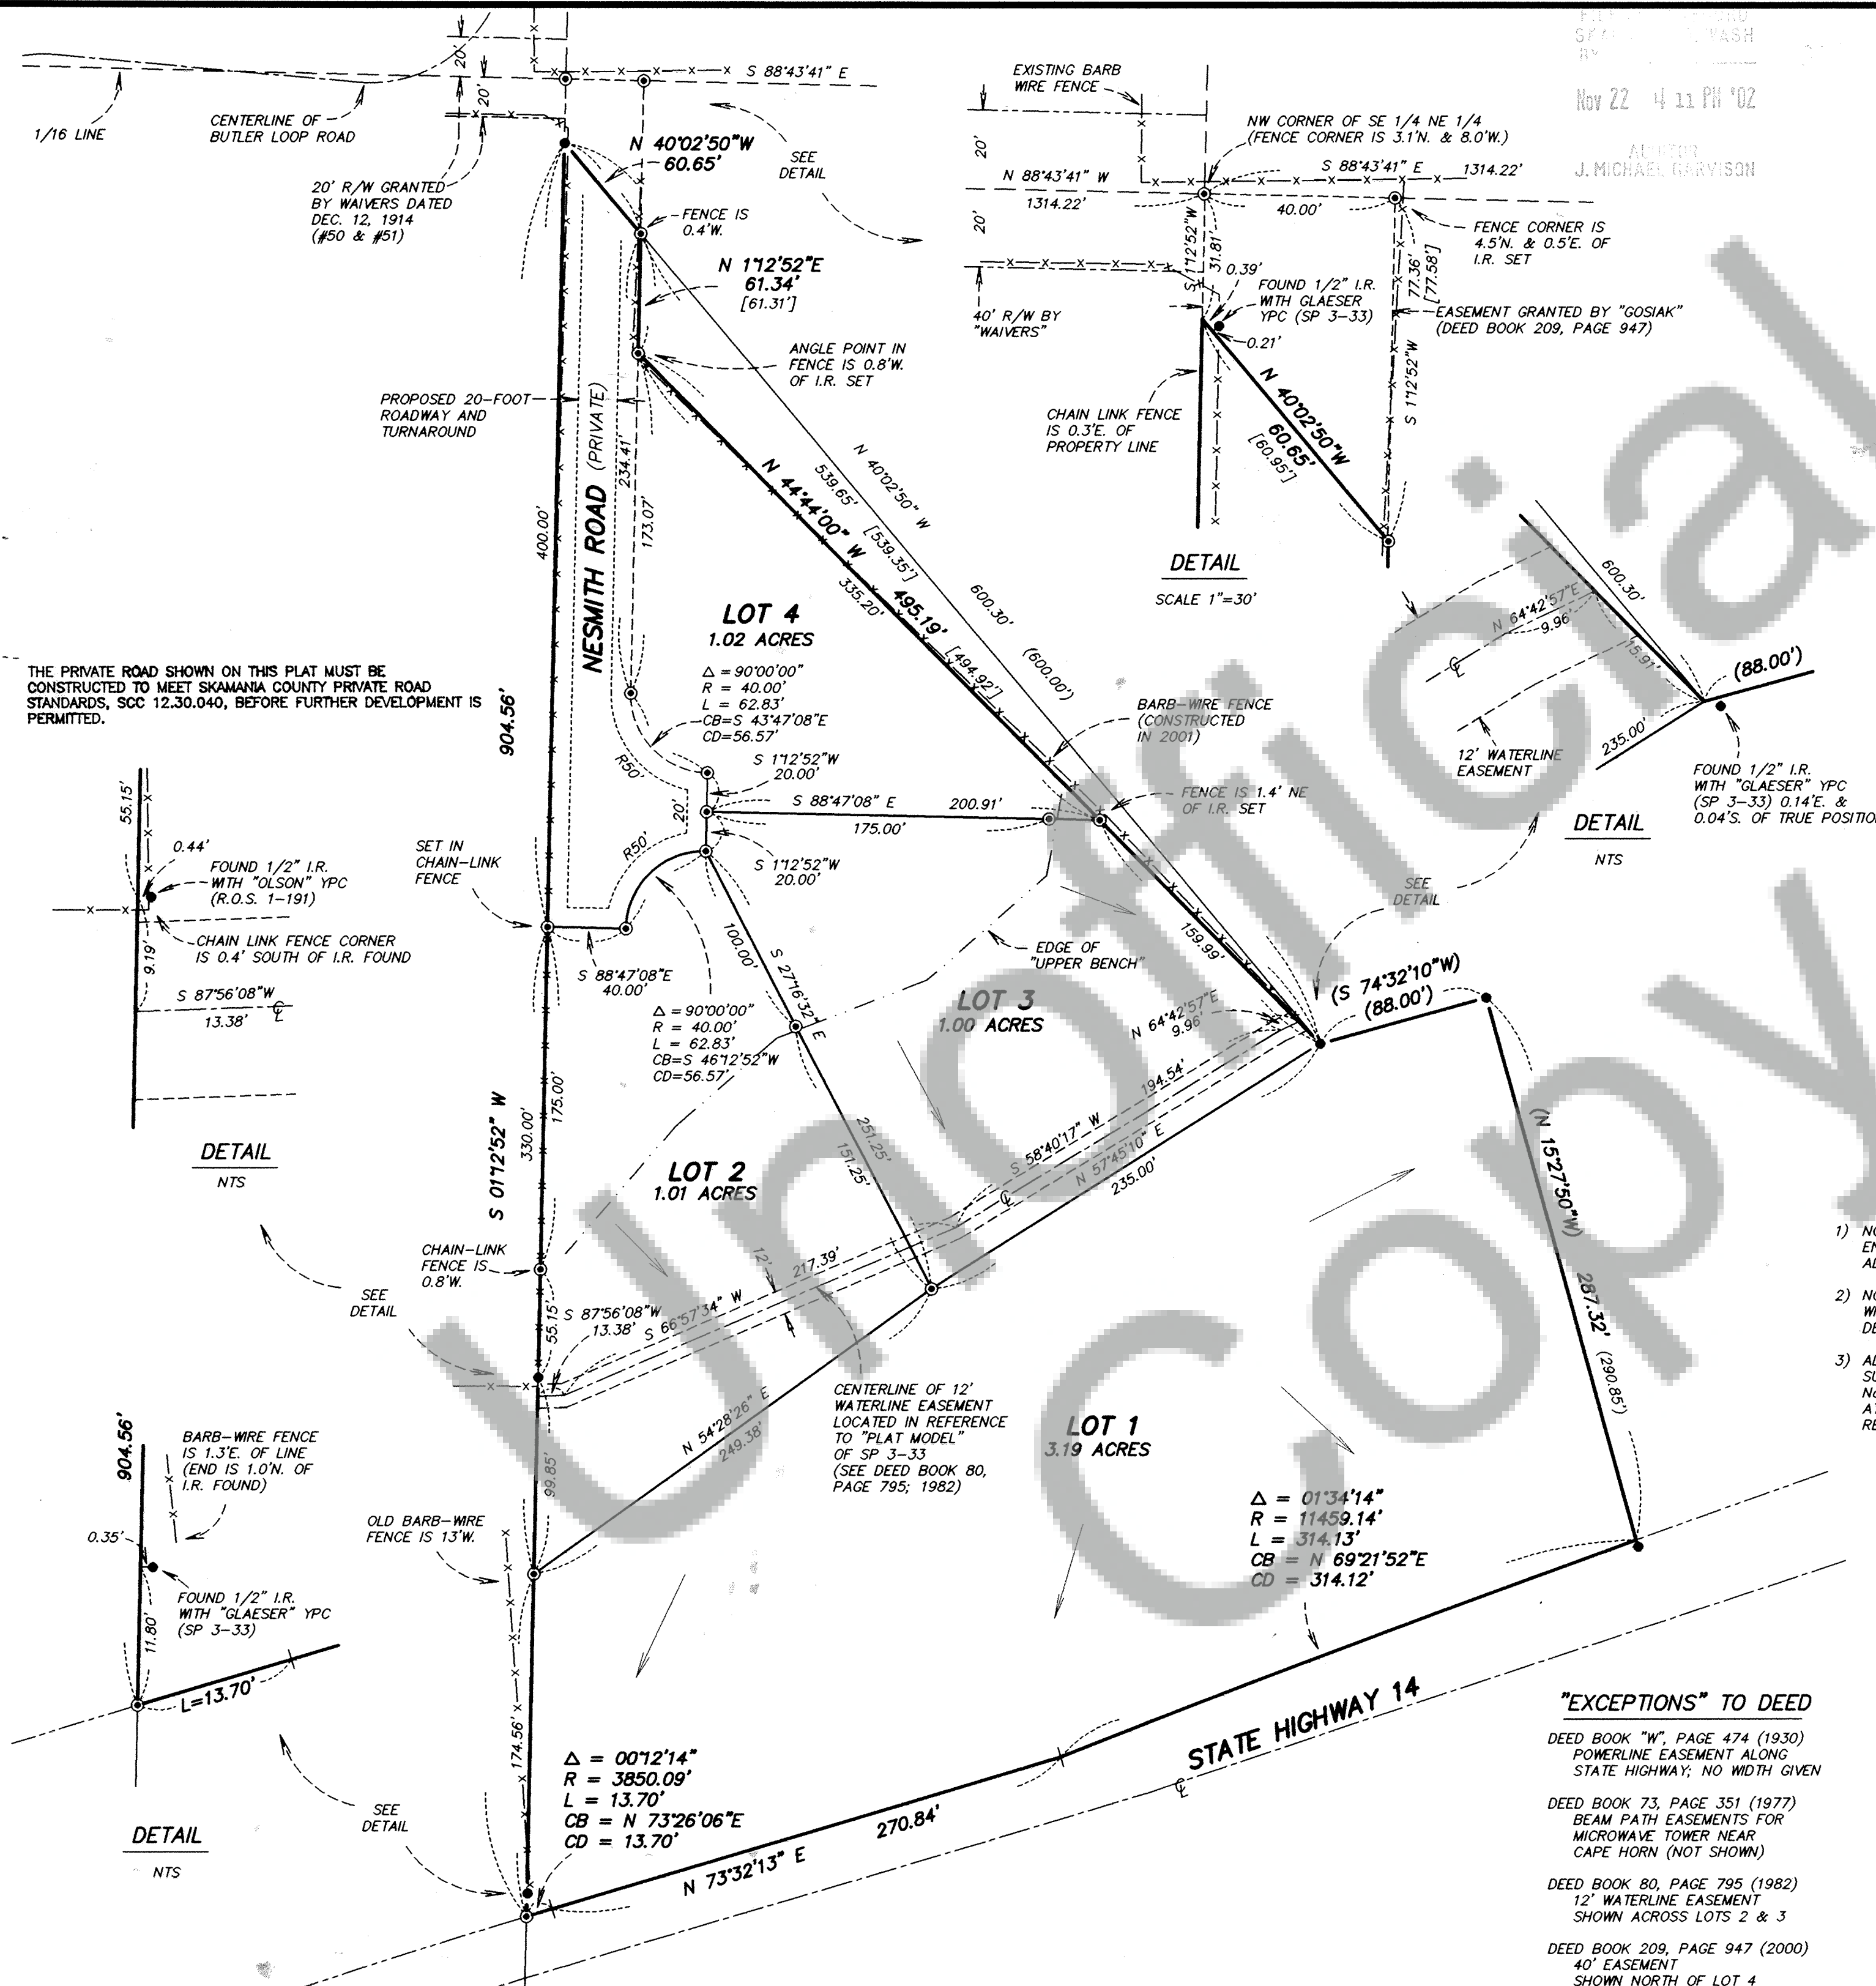 Nov 22 4 11 PM '02
AUDITOR
J. MICHAEL GARVISON
1/16 LINE
CENTERLINE OF
BUTLER LOOP ROAD
20'
20'
S 88°43'41" E
20' R/W GRANTED
BY WAIVERS DATED
DEC. 12, 1914
(#50 & #51)
N 40°02'50"W
60.65'
SEE
DETAIL
FENCE IS
0.4'W.
N 1°12'52"E
61.34'
[61.31']
ANGLE POINT IN
FENCE IS 0.8'W.
OF I.R. SET
PROPOSED 20-FOOT
ROADWAY AND
TURNAROUND
EXISTING BARB
WIRE FENCE
NW CORNER OF SE 1/4 NE 1/4
(FENCE CORNER IS 3.1'N. & 8.0'W.)
20'
20'
N 88°43'41" W
1314.22'
S 88°43'41" E
1314.22'
40.00'
FENCE CORNER IS
4.5'N. & 0.5'E. OF
I.R. SET
S 1°12'52"W
31.81'
0.39'
FOUND 1/2" I.R.
WITH GLAESER
YPC (SP 3-33)
0.21'
77.36'
[77.58']
EASEMENT GRANTED BY "GOSIAK"
(DEED BOOK 209, PAGE 947)
S 1°12'52"W
40' R/W BY
"WAIVERS"
CHAIN LINK FENCE
IS 0.3'E. OF
PROPERTY LINE
N 40°02'50"W
60.65'
[60.95']
DETAIL
SCALE 1"=30'
400.00'
NESMITH ROAD (PRIVATE)
234.41'
173.07'
N 44°44'00" W
495.19'
335.20'
[494.92']
N 40°02'50" W
539.65'
[539.35']
600.30'
(600.00')
LOT 4
1.02 ACRES
Δ = 90°00'00"
R = 40.00'
L = 62.83'
CB=S 43°47'08"E
CD=56.57'
THE PRIVATE ROAD SHOWN ON THIS PLAT MUST BE
CONSTRUCTED TO MEET SKAMANIA COUNTY PRIVATE ROAD
STANDARDS, SCC 12.30.040, BEFORE FURTHER DEVELOPMENT IS
PERMITTED.
904.56'
S 1°12'52"W
20.00'
R50'
20'
S 88°47'08" E
200.91'
175.00'
BARB-WIRE FENCE
(CONSTRUCTED
IN 2001)
FENCE IS 1.4' NE
OF I.R. SET
R50'
S 1°12'52"W
20.00'
SET IN
CHAIN-LINK
FENCE
600.30'
N 64°42'57"E
9.96'
15.91'
(88.00')
235.00'
℄
12' WATERLINE
EASEMENT
FOUND 1/2" I.R.
WITH "GLAESER" YPC
(SP 3-33) 0.14'E. &
0.04'S. OF TRUE POSITIO
DETAIL
NTS
SEE
DETAIL
55.15'
0.44'
FOUND 1/2" I.R.
WITH "OLSON" YPC
(R.O.S. 1-191)
CHAIN LINK FENCE CORNER
IS 0.4' SOUTH OF I.R. FOUND
9.19'
S 87°56'08"W
13.38'
℄
DETAIL
NTS
S 88°47'08"E
40.00'
Δ = 90°00'00"
R = 40.00'
L = 62.83'
CB=S 46°12'52"W
CD=56.57'
100.00'
S 27°16'32" E
251.25'
151.25'
EDGE OF
"UPPER BENCH"
LOT 3
1.00 ACRES
159.99'
N 64°42'57"E
9.96'
(S 74°32'10"W)
(88.00')
194.54'
S 58°40'17" W
N 57°45'10" E
235.00'
℄
(N 15°27'50"W)
287.32'
(290.85')
S 01°12'52" W
330.00'
175.00'
LOT 2
1.01 ACRES
CHAIN-LINK
FENCE IS
0.8'W.
SEE
DETAIL
55.15'
S 87°56'08"W
13.38'
S 66°57'34" W
217.39'
12'
N 54°28'26" E
249.38'
99.85'
CENTERLINE OF 12'
WATERLINE EASEMENT
LOCATED IN REFERENCE
TO "PLAT MODEL"
OF SP 3-33
(SEE DEED BOOK 80,
PAGE 795; 1982)
LOT 1
3.19 ACRES
1)
2)
3)
904.56'
BARB-WIRE FENCE
IS 1.3'E. OF LINE
(END IS 1.0'N. OF
I.R. FOUND)
0.35'
FOUND 1/2" I.R.
WITH "GLAESER" YPC
(SP 3-33)
11.80'
L=13.70'
DETAIL
NTS
OLD BARB-WIRE
FENCE IS 13'W.
174.56'
SEE
DETAIL
Δ = 00°12'14"
R = 3850.09'
L = 13.70'
CB = N 73°26'06"E
CD = 13.70'
Δ = 01°34'14"
R = 11459.14'
L = 314.13'
CB = N 69°21'52"E
CD = 314.12'
N 73°32'13" E
270.84'
STATE HIGHWAY 14
℄
"EXCEPTIONS" TO DEED
DEED BOOK "W", PAGE 474 (1930)
POWERLINE EASEMENT ALONG
STATE HIGHWAY; NO WIDTH GIVEN
DEED BOOK 73, PAGE 351 (1977)
BEAM PATH EASEMENTS FOR
MICROWAVE TOWER NEAR
CAPE HORN (NOT SHOWN)
DEED BOOK 80, PAGE 795 (1982)
12' WATERLINE EASEMENT
SHOWN ACROSS LOTS 2 & 3
DEED BOOK 209, PAGE 947 (2000)
40' EASEMENT
SHOWN NORTH OF LOT 4
Unofficial
Copy